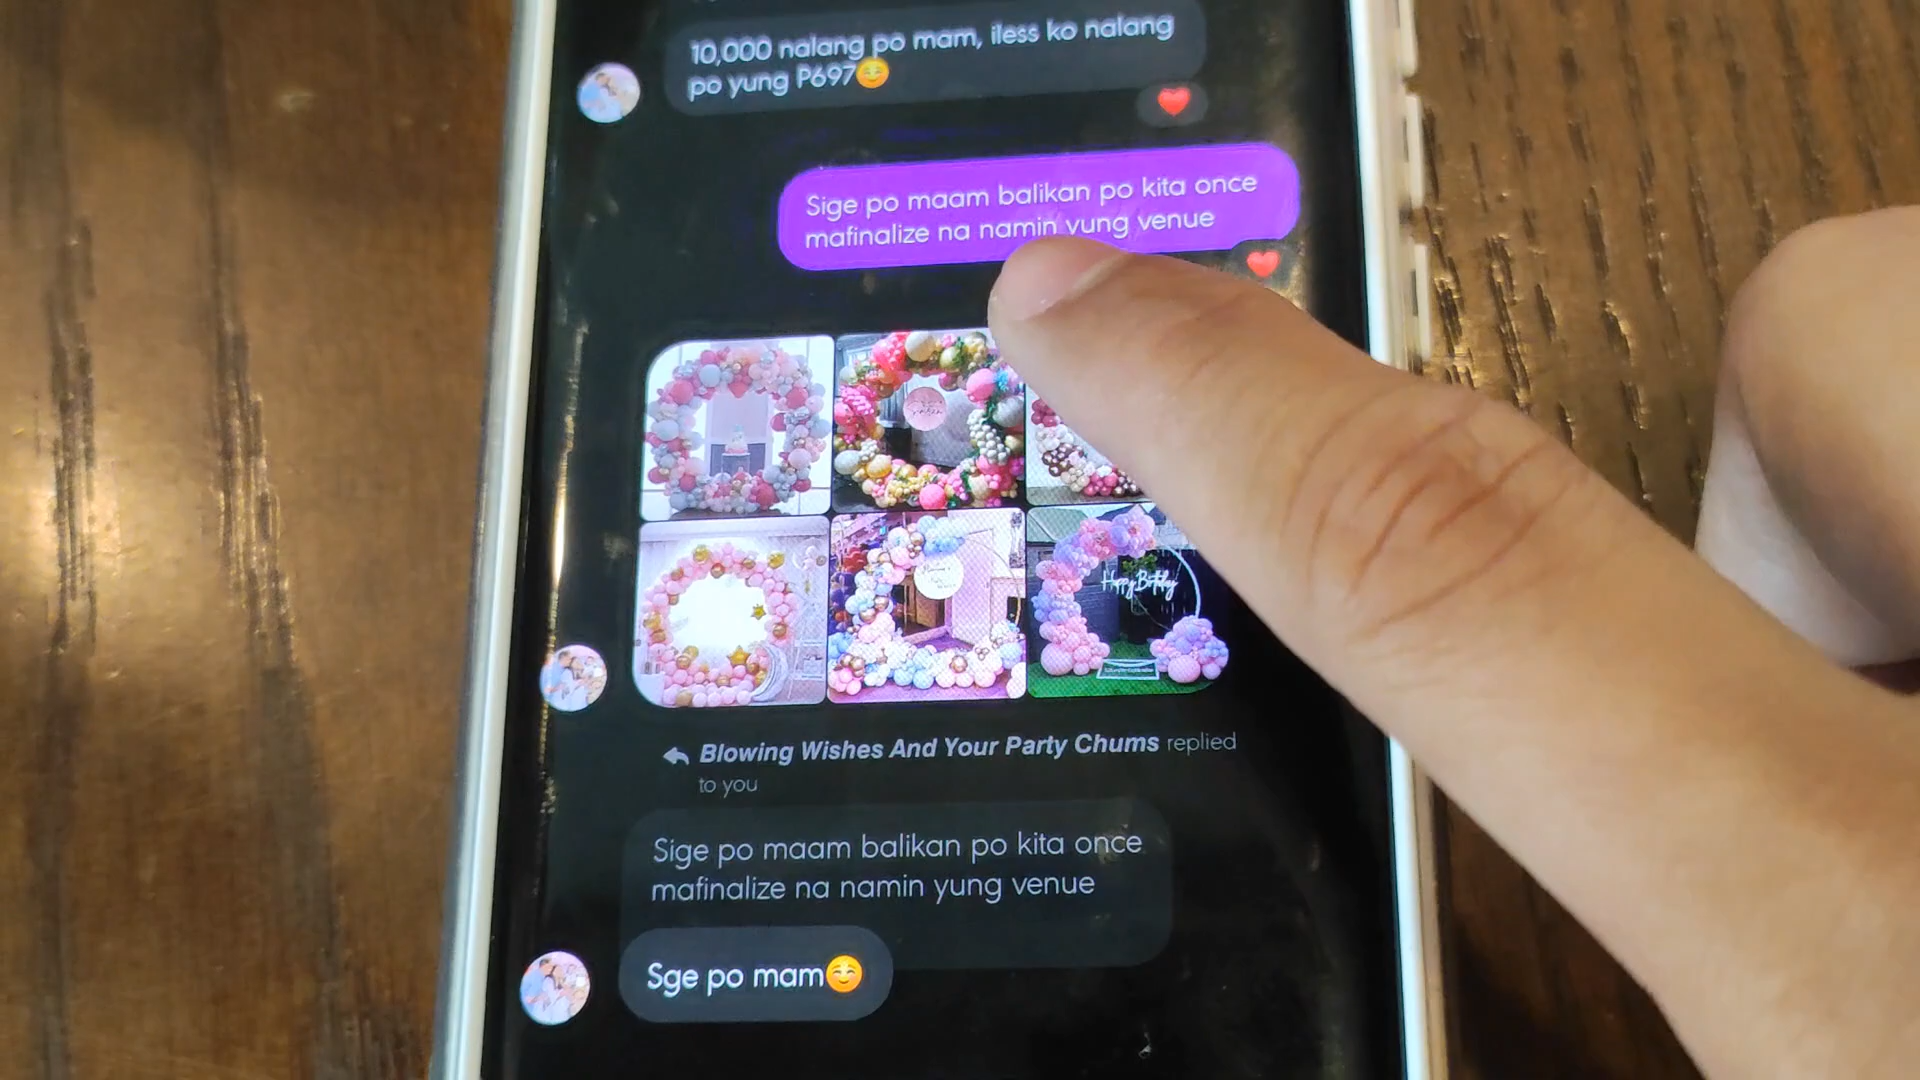 10,000 nalang po mam, iless ko nalang
po yung P697☺️
Sige po maam balikan po kita once
mafinalize na namin yung venue
Happy Birthday
Blowing Wishes And Your Party Chums replied
to you
Sige po maam balikan po kita once
mafinalize na namin yung venue
Sge po mam☺️